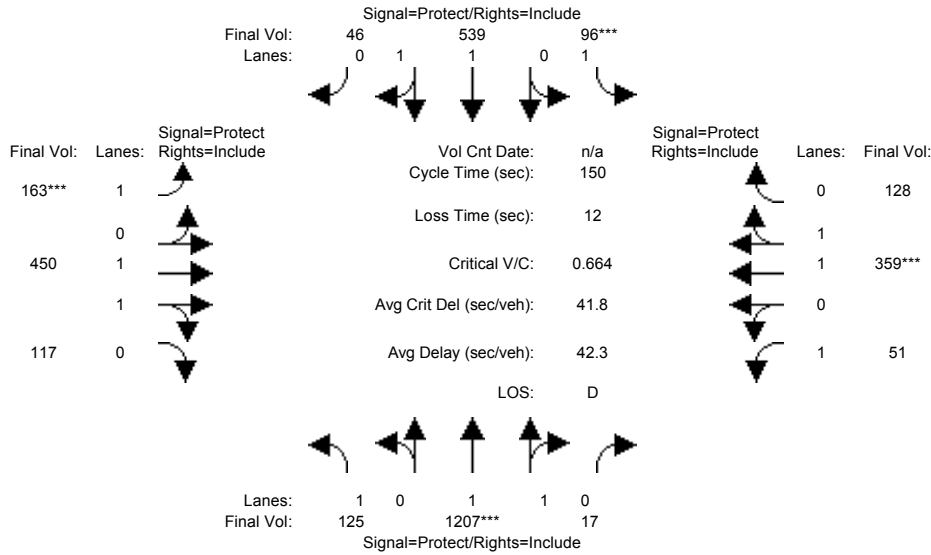 Signal=Protect/Rights=Include
Final Vol: 46 539 96***
Lanes: 0 1 1 0 1
Signal=Protect Signal=Protect
Final Vol: Lanes: Rights=Include Vol Cnt Date: n/a Rights=Include Lanes: Final Vol:
Cycle Time (sec): 150
163*** 1 0 128
Loss Time (sec): 12
0 1
450 1 Critical V/C: 0.664 1 359***
1 Avg Crit Del (sec/veh): 41.8 0
117 0 Avg Delay (sec/veh): 42.3 1 51
LOS: D
Lanes: 1 0 1 1 0
Final Vol: 125 1207*** 17
Signal=Protect/Rights=Include